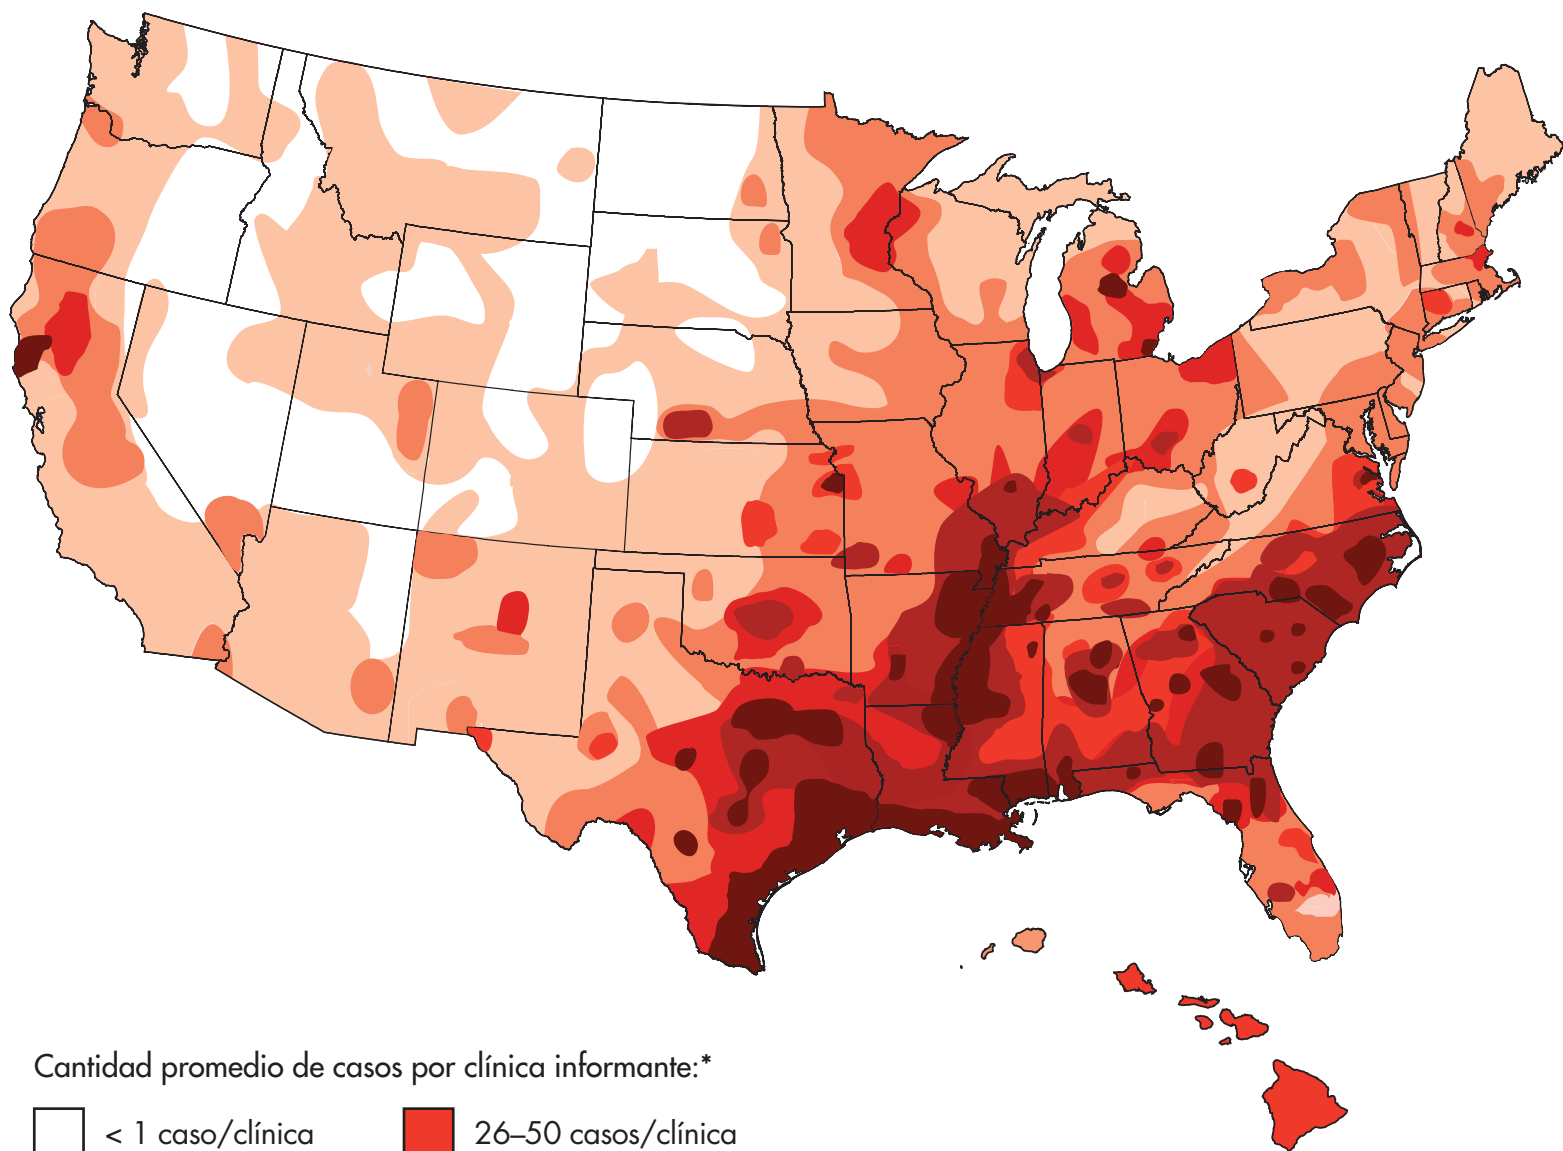 Cantidad promedio de casos por clínica informante:*
< 1 caso/clínica
26–50 casos/clínica